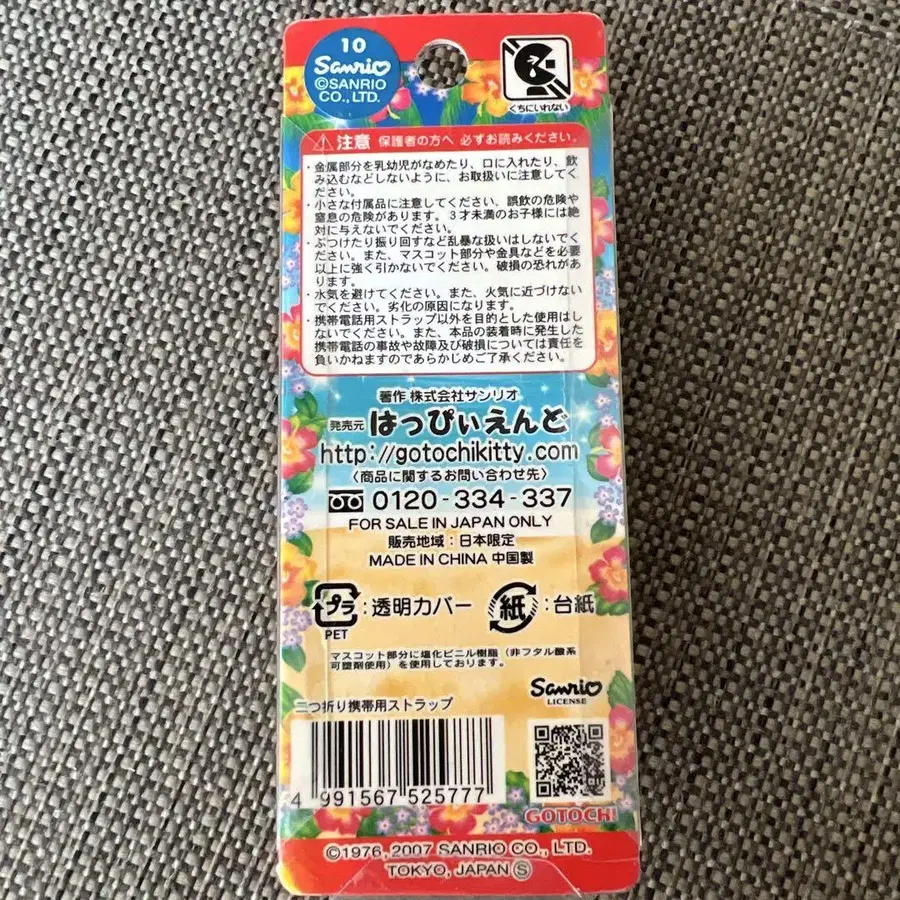 10
Sanrio
©SANRIO
CO., LTD.
くちにいれない
注意 保護者の方へ 必ずお読みください。
・金属部分を乳幼児がなめたり、口に入れたり、飲
み込むなどしないように、お取扱いに注意してく
ださい。
・小さな付属品に注意してください、誤飲の危険や
窒息の危険があります。3才未満のお子様には絶
対に与えないでください。
・ぶつけたり振り回すなど乱暴な扱いはしないでく
ださい。また、マスコット部分や金具などを必要
以上に強く引かないでください。破損の恐れがあり
ます。
・水気を避けてください。また、火気に近づけない
でください。劣化の原因になります。
・携帯電話用ストラップ以外を目的とした使用はし
ないでください。また、本品の装着時に発生した
携帯電話の事故や故障及び破損については責任を
負いかねますのであらかじめご了承ください。
著作 株式会社サンリオ
発売元 はっぴぃえんど
http://gotochikitty.com
〈商品に関するお問い合わせ先〉
0120-334-337
FOR SALE IN JAPAN ONLY
販売地域：日本限定
MADE IN CHINA 中国製
プラ：透明カバー 紙：台紙
PET
マスコット部分に塩化ビニル樹脂（非フタル酸系
可塑剤使用）を使用しております。
Sanrio
LICENSE
二つ折り携帯用ストラップ
4 991567 525777
GOTOCHI
©1976, 2007 SANRIO CO., LTD.
TOKYO, JAPAN Ⓢ